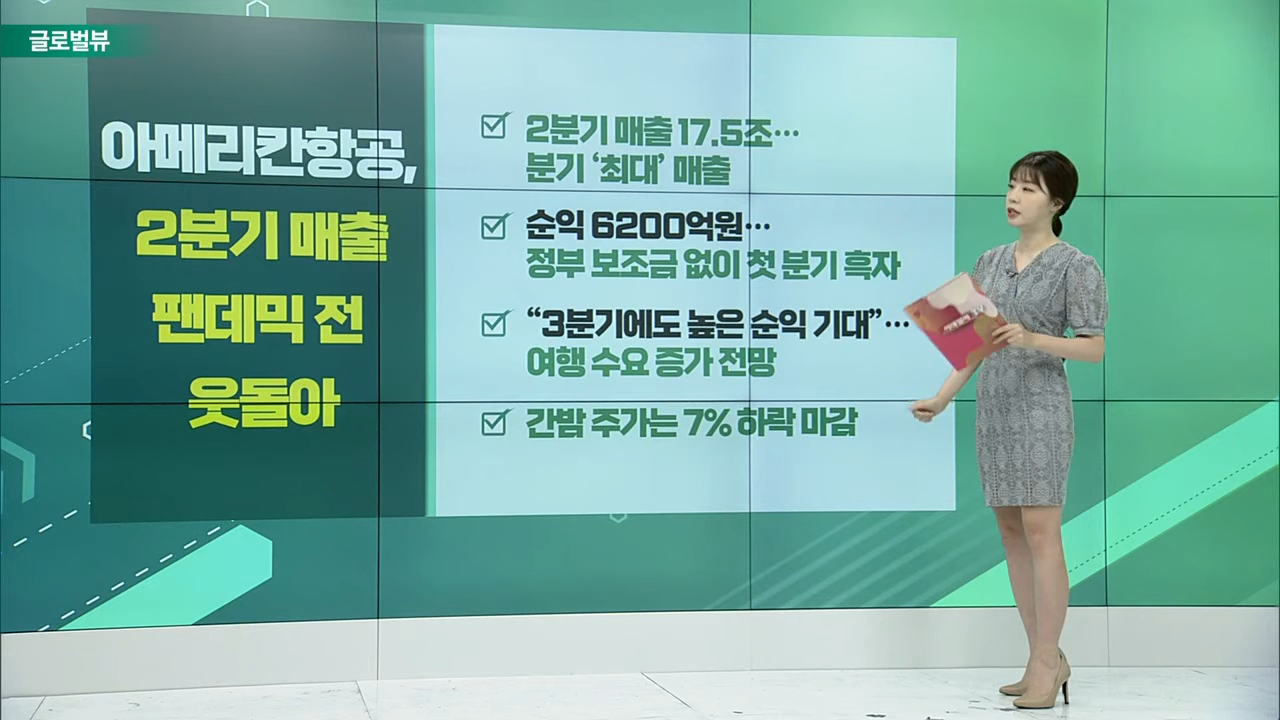 글로벌뷰
아메리칸항공,
2분기 매출
팬데믹 전
웃돌아
2분기 매출 17.5조…
분기 ‘최대’ 매출
순익 6200억원…
정부 보조금 없이 첫 분기 흑자
“3분기에도 높은 순익 기대”…
여행 수요 증가 전망
간밤 주가는 7% 하락 마감